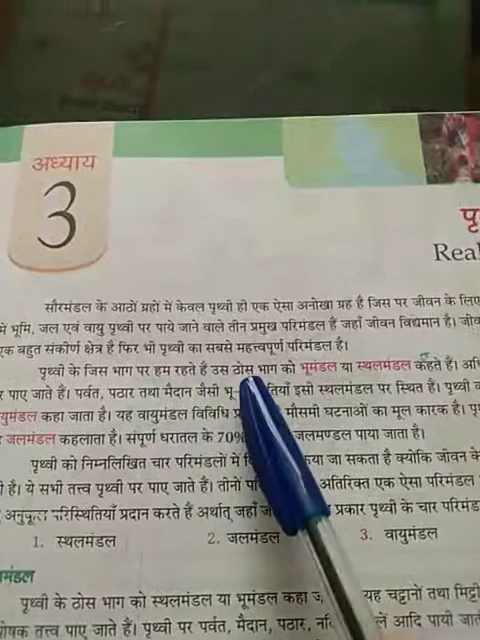 अध्याय
3
पृ
Real
सौरमंडल के आठों ग्रहों में केवल पृथ्वी ही एक ऐसा अनोखा ग्रह है जिस पर जीवन के लिए
में भूमि, जल एवं वायु पृथ्वी पर पाये जाने वाले तीन प्रमुख परिमंडल हैं जहाँ जीवन विद्यमान है।
एक बहुत संकीर्ण क्षेत्र है फिर भी पृथ्वी का सबसे महत्त्वपूर्ण परिमंडल है।
पृथ्वी के जिस भाग पर हम रहते हैं उस ठोस भाग को भूमंडल या स्थलमंडल कहते हैं।
पाए जाते हैं। पर्वत, पठार तथा मैदान जैसी भू इसी स्थलमंडल पर स्थित हैं। पृथ्वी
युमंडल कहा जाता है। यह वायुमंडल विविधि मौसमी घटनाओं का मूल कारक है।
जलमंडल कहलाता है। संपूर्ण धरातल के 70% जलमण्डल पाया जाता है।
पृथ्वी को निम्नलिखित चार परिमंडलों में किया जा सकता है क्योंकि जीवन के
है। ये सभी तत्त्व पृथ्वी पर पाए जाते हैं। तीनों अतिरिक्त एक ऐसा परिमंडल
अनुकूल परिस्थितियाँ प्रदान करते हैं अर्थात् जहाँ प्रकार पृथ्वी के चार परिमंड
1. स्थलमंडल 2. जलमंडल 3. वायुमंडल
मंडल
पृथ्वी के ठोस भाग को स्थलमंडल या भूमंडल कहा यह चट्टानों तथा मिट्टी
पोषक तत्त्व पाए जाते हैं। पृथ्वी पर पर्वत, मैदान, पठार, आदि पायी जाती